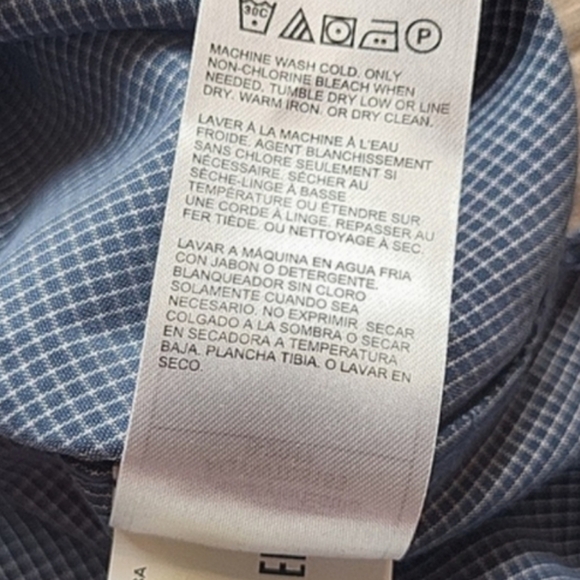 30C P
MACHINE WASH COLD. ONLY
NON-CHLORINE BLEACH WHEN
NEEDED. TUMBLE DRY LOW OR LINE
DRY. WARM IRON. OR DRY CLEAN.
LAVER À LA MACHINE À L'EAU
FROIDE. AGENT BLANCHISSEMENT
SANS CHLORE SEULEMENT SI
NÉCESSAIRE. SÉCHER AU
SÈCHE-LINGE À BASSE
TEMPÉRATURE OU ÉTENDRE SUR
UNE CORDE À LINGE. REPASSER AU
FER TIÈDE. OU NETTOYAGE À SEC.
LAVAR A MÁQUINA EN AGUA FRIA
CON JABON O DETERGENTE.
BLANQUEADOR SIN CLORO
SOLAMENTE CUANDO SEA
NECESARIO. NO EXPRIMIR. SECAR
COLGADO A LA SOMBRA O SECAR
EN SECADORA A TEMPERATURA
BAJA. PLANCHA TIBIA. O LAVAR EN
SECO.